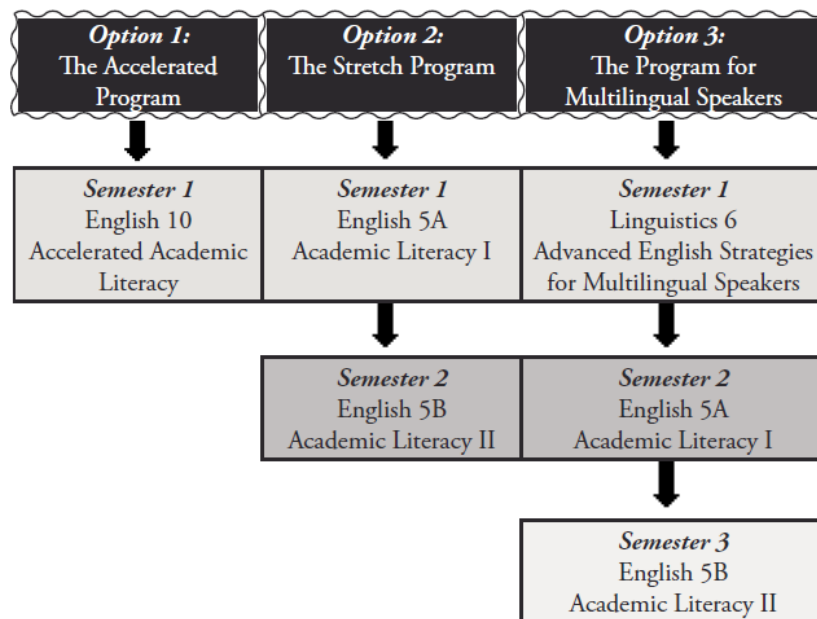 Option 1:
The Accelerated
Program
Option 2:
The Stretch Program
Option 3:
The Program for
Multilingual Speakers
Semester 1
English 10
Accelerated Academic
Literacy
Semester 1
English 5A
Academic Literacy I
Semester 1
Linguistics 6
Advanced English Strategies
for Multilingual Speakers
Semester 2
English 5B
Academic Literacy II
Semester 2
English 5A
Academic Literacy I
Semester 3
English 5B
Academic Literacy II